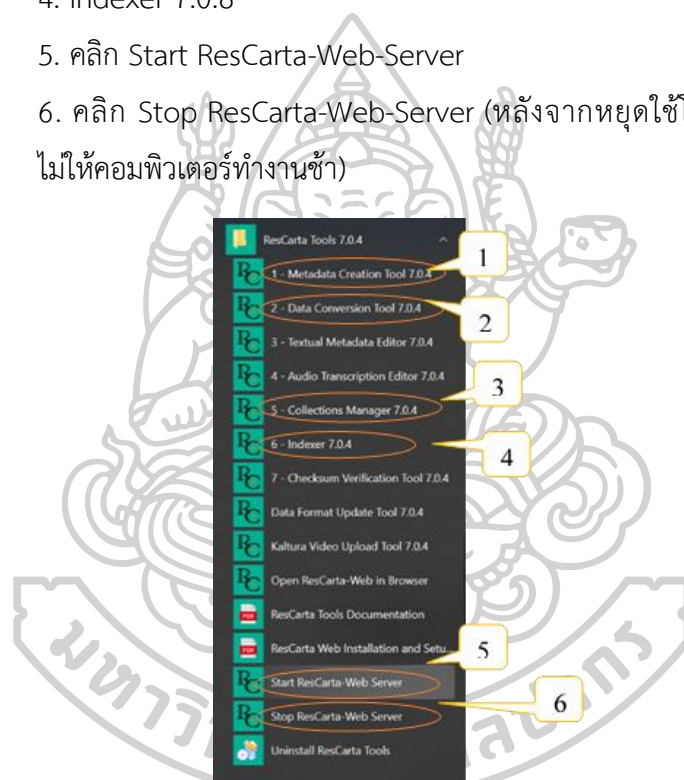 4. Indexer 7.0.8
5. คลิก Start ResCarta-Web-Server
6. คลิก Stop ResCarta-Web-Server (หลังจากหยุดใช้
ไม่ให้คอมพิวเตอร์ทำงานช้า)
ResCarta Tools 7.0.4
1
1 - Metadata Creation Tool 7.0.4
2 - Data Conversion Tool 7.0.4
2
3 - Textual Metadata Editor 7.0.4
4 - Audio Transcription Editor 7.0.4
3
5 - Collections Manager 7.0.4
6 - Indexer 7.0.4
4
7 - Checksum Verification Tool 7.0.4
Data Format Update Tool 7.0.4
Kaltura Video Upload Tool 7.0.4
Open ResCarta-Web in Browser
ResCarta Tools Documentation
ResCarta Web Installation and Setu...
5
Start ResCarta-Web Server
6
Stop ResCarta-Web Server
Uninstall ResCarta Tools